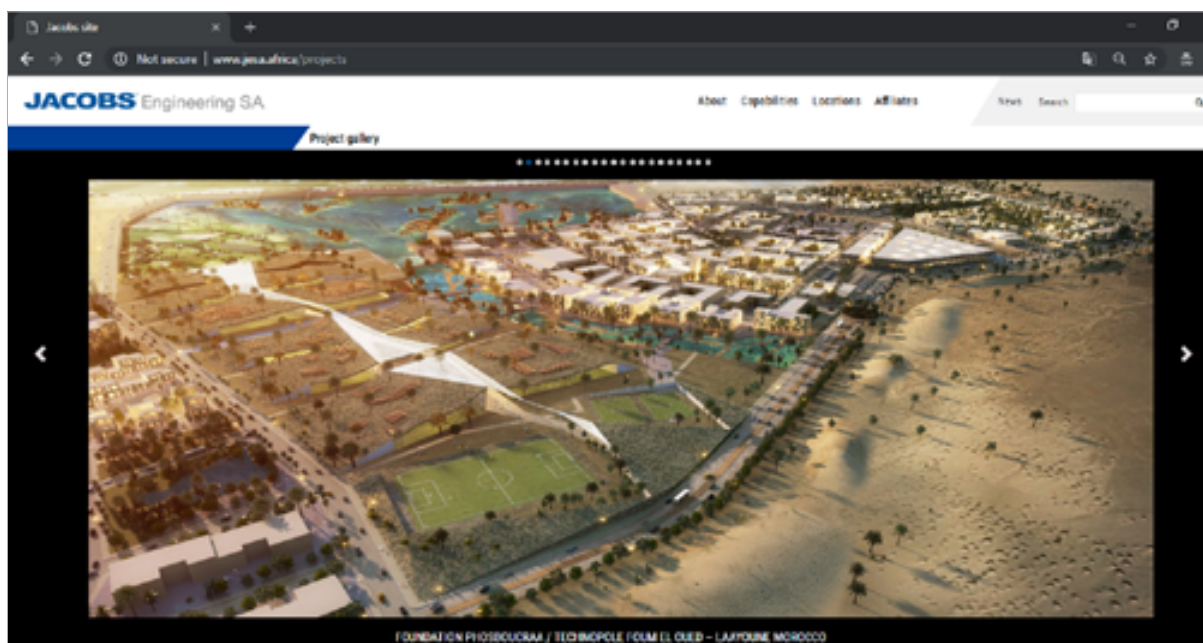 Jacobs site
Not secure | www.jesa.africa/projects
JACOBS Engineering SA
About Capabilities Locations Affiliates
News Search
Project gallery
FOUNDATION PHOSBOUCRAA / TECHNOPOLE FOUM EL OUED – LAAYOUNE MOROCCO